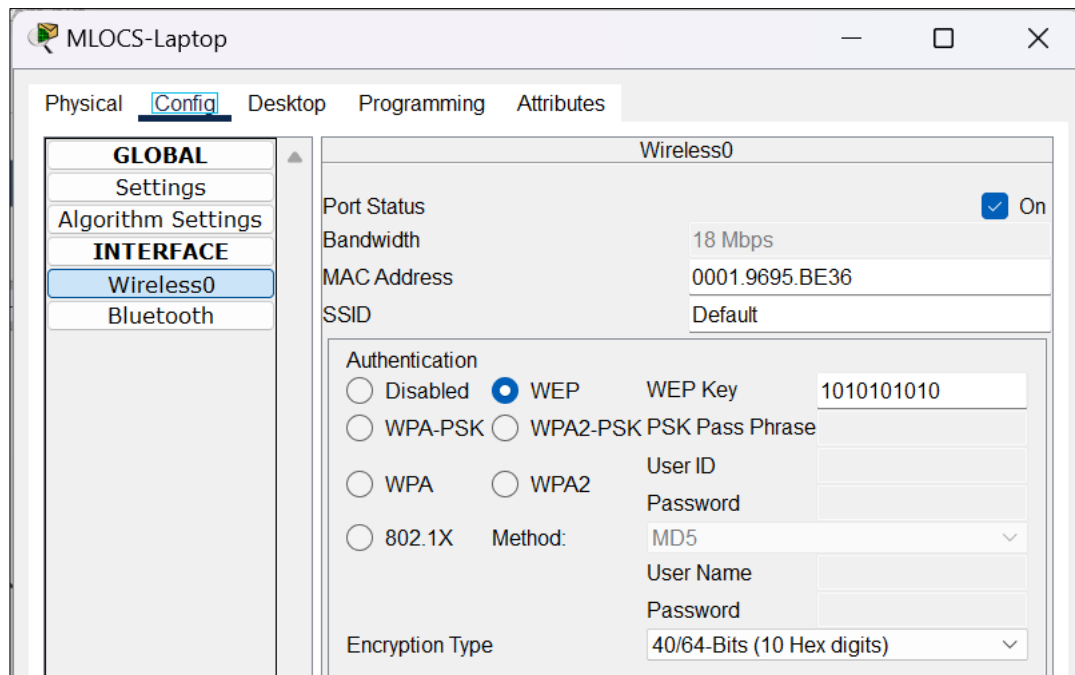 MLOCS-Laptop
Physical Config Desktop Programming Attributes
GLOBAL
Settings
Algorithm Settings
INTERFACE
Wireless0
Bluetooth
Wireless0
Port Status On
Bandwidth 18 Mbps
MAC Address 0001.9695.BE36
SSID Default
Authentication
Disabled WEP WEP Key 1010101010
WPA-PSK WPA2-PSK PSK Pass Phrase
User ID
WPA WPA2
Password
802.1X Method: MD5
User Name
Password
Encryption Type 40/64-Bits (10 Hex digits)